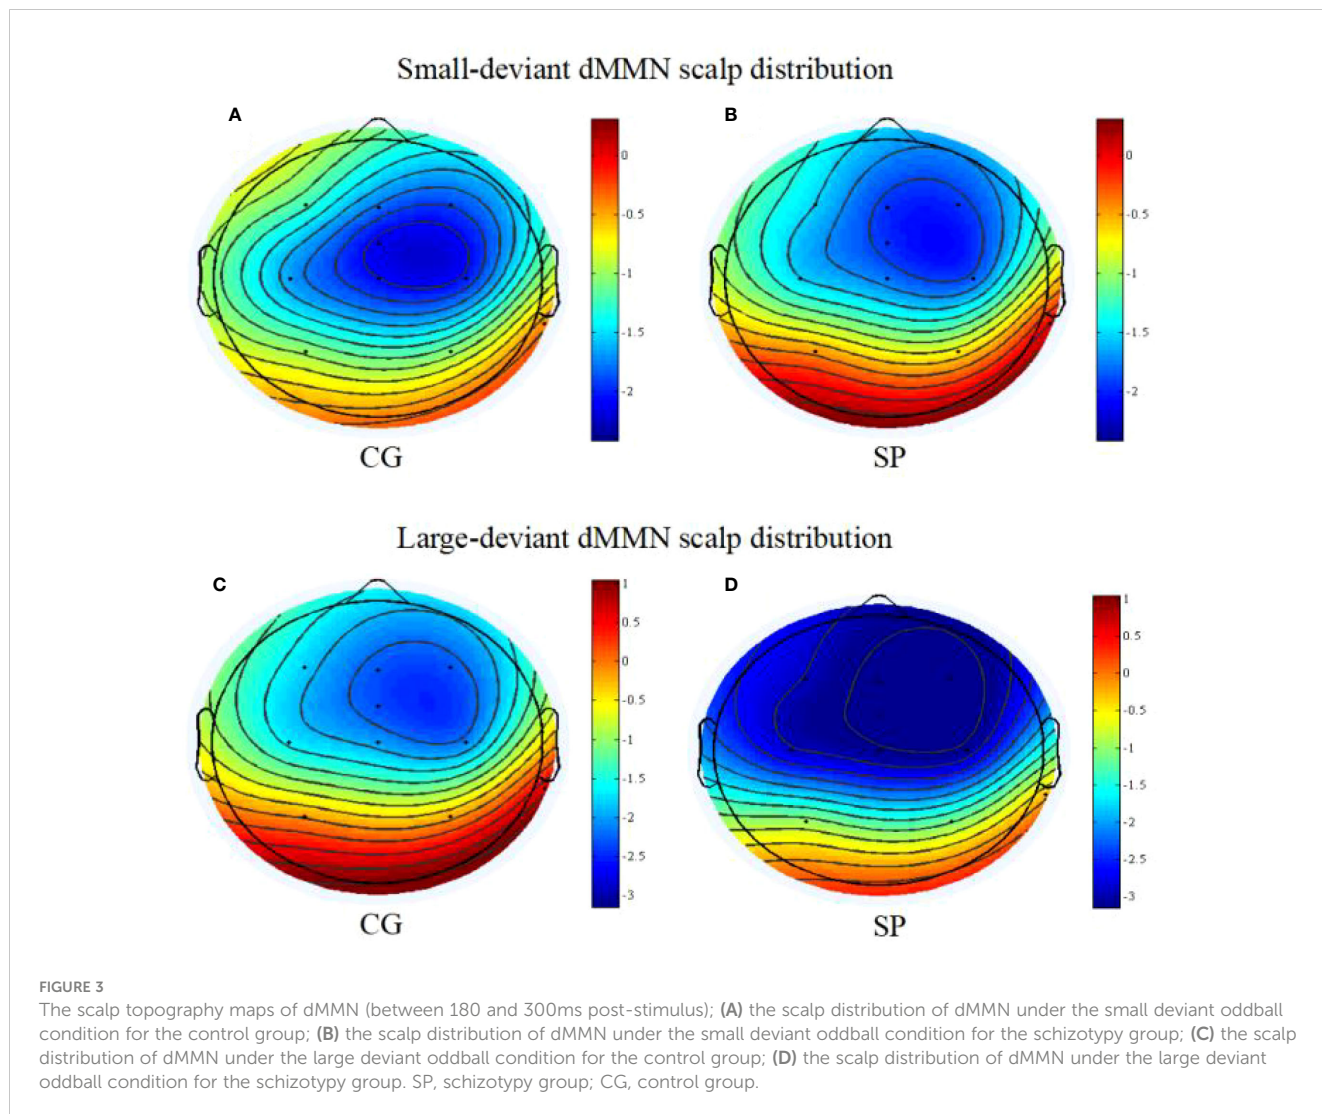 Small-deviant dMMN scalp distribution
A
B
0
-0.5
-1
-1.5
-2
0
-0.5
-1
-1.5
-2
CG
SP
Large-deviant dMMN scalp distribution
C
D
1
0.5
0
-0.5
-1
-1.5
-2
-2.5
-3
1
0.5
0
-0.5
-1
-1.5
-2
-2.5
-3
CG
SP
FIGURE 3
The scalp topography maps of dMMN (between 180 and 300ms post-stimulus); (A) the scalp distribution of dMMN under the small deviant oddball
condition for the control group; (B) the scalp distribution of dMMN under the small deviant oddball condition for the schizotypy group; (C) the scalp
distribution of dMMN under the large deviant oddball condition for the control group; (D) the scalp distribution of dMMN under the large deviant
oddball condition for the schizotypy group. SP, schizotypy group; CG, control group.